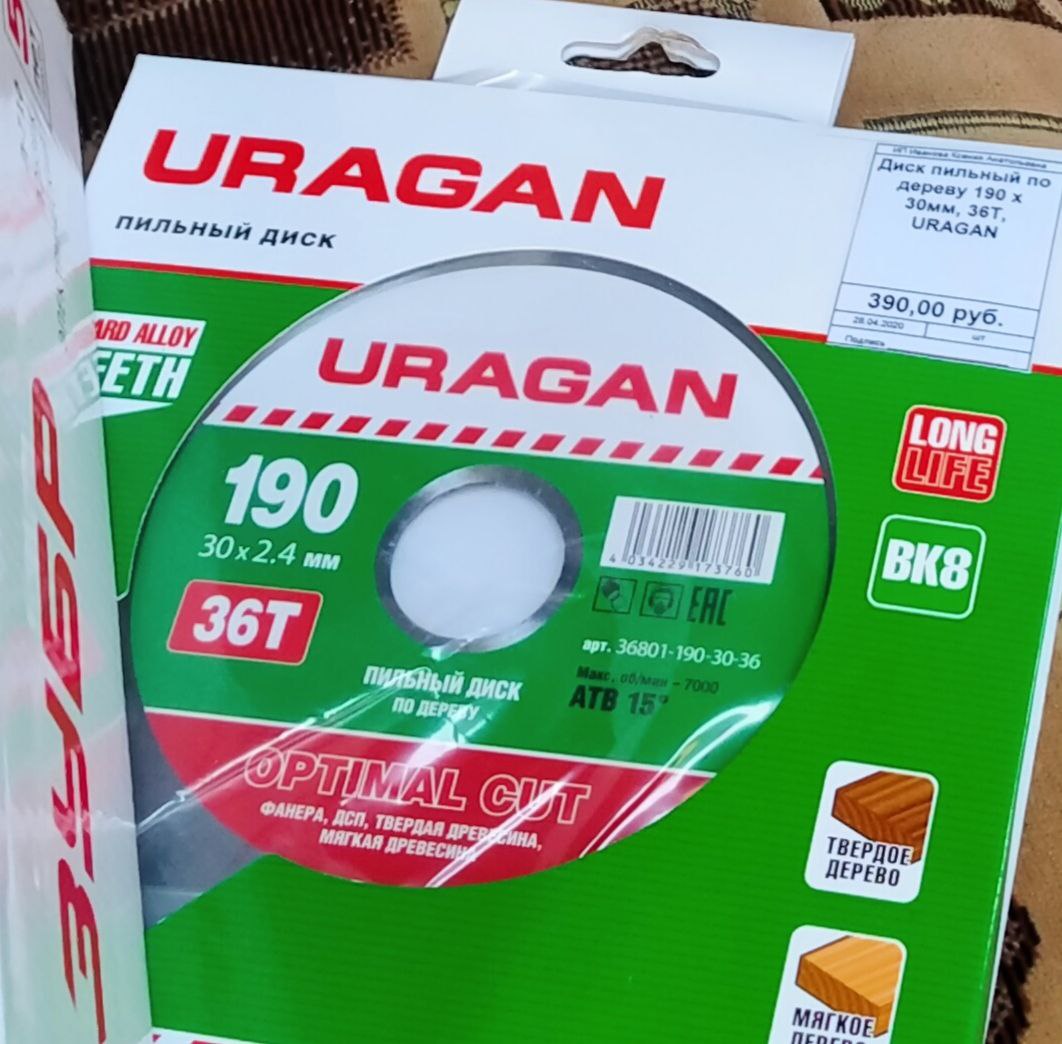 URAGAN
ПИЛЬНЫЙ ДИСК
ИП Иванова Ксения Анатольевна
Диск пильный по
дереву 190 х
30мм, 36Т,
URAGAN
390,00 руб.
28.04.2020
шт
Подпись
ARD ALLOY
EETH
URAGAN
190
30 x 2.4 мм
36T
4 034229 173760
EAC
арт. 36801-190-30-36
Макс. об/мин – 7000
ATB 15°
ПИЛЬНЫЙ ДИСК
ПО ДЕРЕВУ
OPTIMAL CUT
ФАНЕРА, ДСП, ТВЕРДАЯ ДРЕВЕСИНА,
МЯГКАЯ ДРЕВЕСИНА
LONG
LIFE
BK8
ТВЕРДОЕ
ДЕРЕВО
МЯГКОЕ
ДЕРЕВО
ЗУБР
5